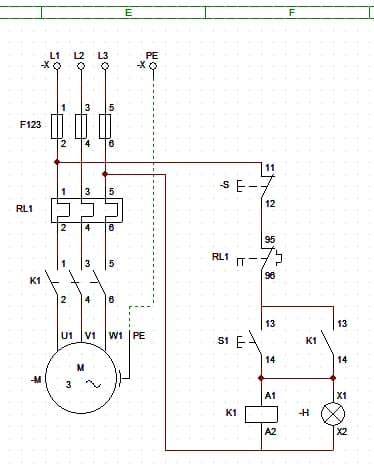 E F
L1 L2 L3 PE
-X -X
1 3 5
F123
2 4 6
11
-S
12
1 3 5
RL1
2 4 6
95
RL1
96
1 3 5
K1
2 4 6
13 13
S1 K1
14 14
U1 V1 W1 PE
M
-M
3
A1 X1
K1 -H
A2 X2